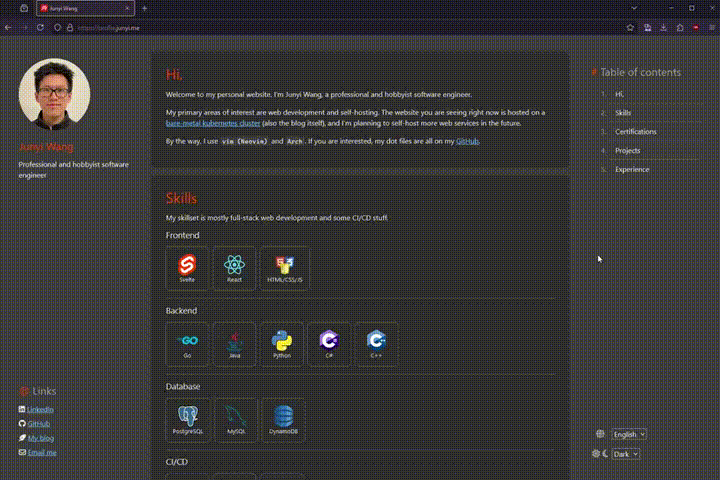 Junyi Wang
junyi.me
Junyi Wang
Professional and hobbyist software
engineer
Links
LinkedIn
GitHub
My blog
Email me
Hi,
Welcome to my personal website. I'm Junyi Wang, a professional and hobbyist software engineer.
My primary areas of interest are web development and self-hosting. The website you are seeing right now is hosted on a
bare-metal kubernetes cluster (also the blog itself), and I'm planning to self-host more web services in the future.
By the way, I use vim (Neovim) and Arch. If you are interested, my dot files are all on my GitHub.
Skills
My skillset is mostly full-stack web development and some CI/CD stuff.
Frontend
Svelte React HTML/CSS/JS
Backend
Go Java Python C# C++
Database
PostgreSQL MySQL DynamoDB
CI/CD
# Table of contents
1. Hi,
2. Skills
3. Certifications
4. Projects
5. Experience
English
Dark